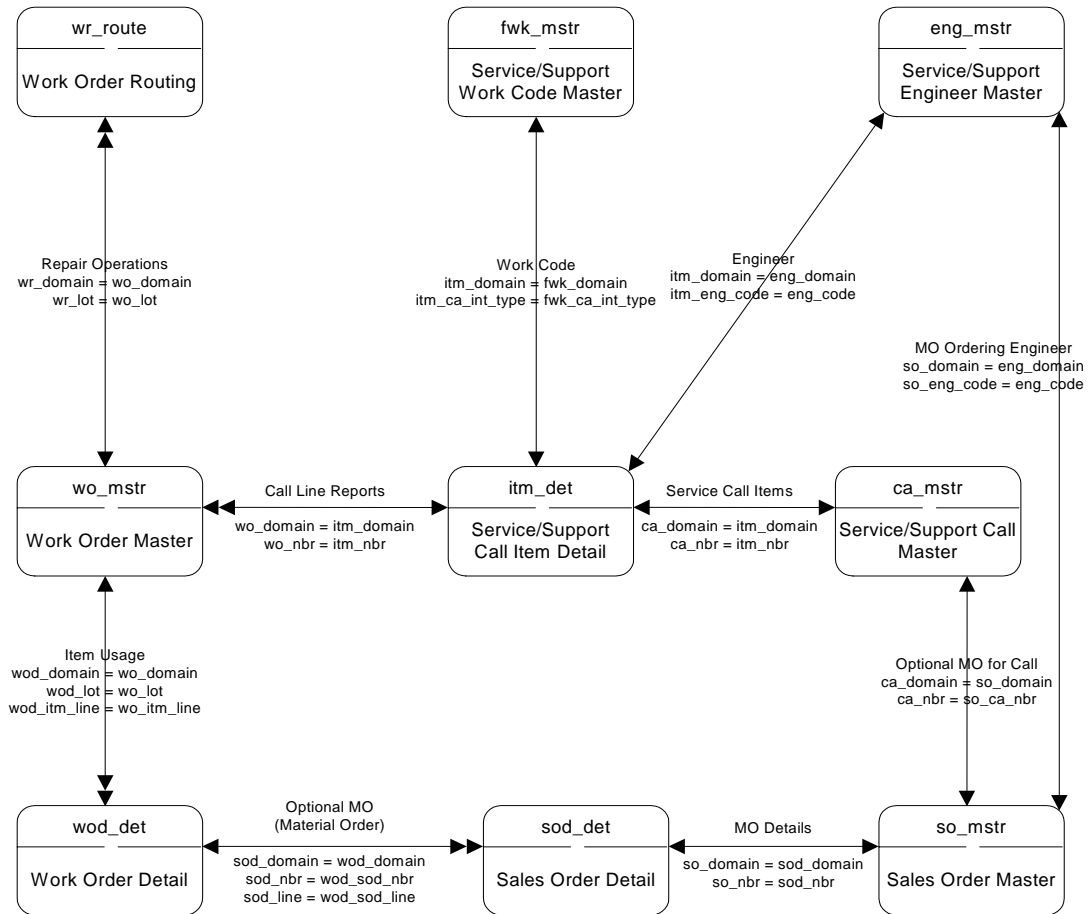 wr_route
Work Order Routing
fwk_mstr
Service/Support
Work Code Master
eng_mstr
Service/Support
Engineer Master
Repair Operations
wr_domain = wo_domain
wr_lot = wo_lot
Work Code
itm_domain = fwk_domain
itm_ca_int_type = fwk_ca_int_type
Engineer
itm_domain = eng_domain
itm_eng_code = eng_code
MO Ordering Engineer
so_domain = eng_domain
so_eng_code = eng_code
wo_mstr
Work Order Master
Call Line Reports
wo_domain = itm_domain
wo_nbr = itm_nbr
itm_det
Service/Support
Call Item Detail
Service Call Items
ca_domain = itm_domain
ca_nbr = itm_nbr
ca_mstr
Service/Support Call
Master
Item Usage
wod_domain = wo_domain
wod_lot = wo_lot
wod_itm_line = wo_itm_line
Optional MO for Call
ca_domain = so_domain
ca_nbr = so_ca_nbr
wod_det
Work Order Detail
Optional MO
(Material Order)
sod_domain = wod_domain
sod_nbr = wod_sod_nbr
sod_line = wod_sod_line
sod_det
Sales Order Detail
MO Details
so_domain = sod_domain
so_nbr = sod_nbr
so_mstr
Sales Order Master